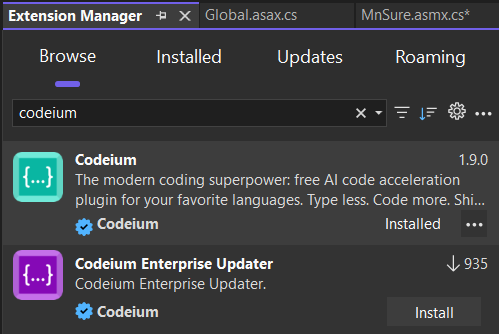 Extension Manager Global.asax.cs MnSure.asmx.cs*
Browse Installed Updates Roaming
codeium
{...} Codeium 1.9.0
The modern coding superpower: free AI code acceleration
plugin for your favorite languages. Type less. Code more. Shi...
Codeium Installed
{...} Codeium Enterprise Updater 935
Codeium Enterprise Updater.
Codeium Install